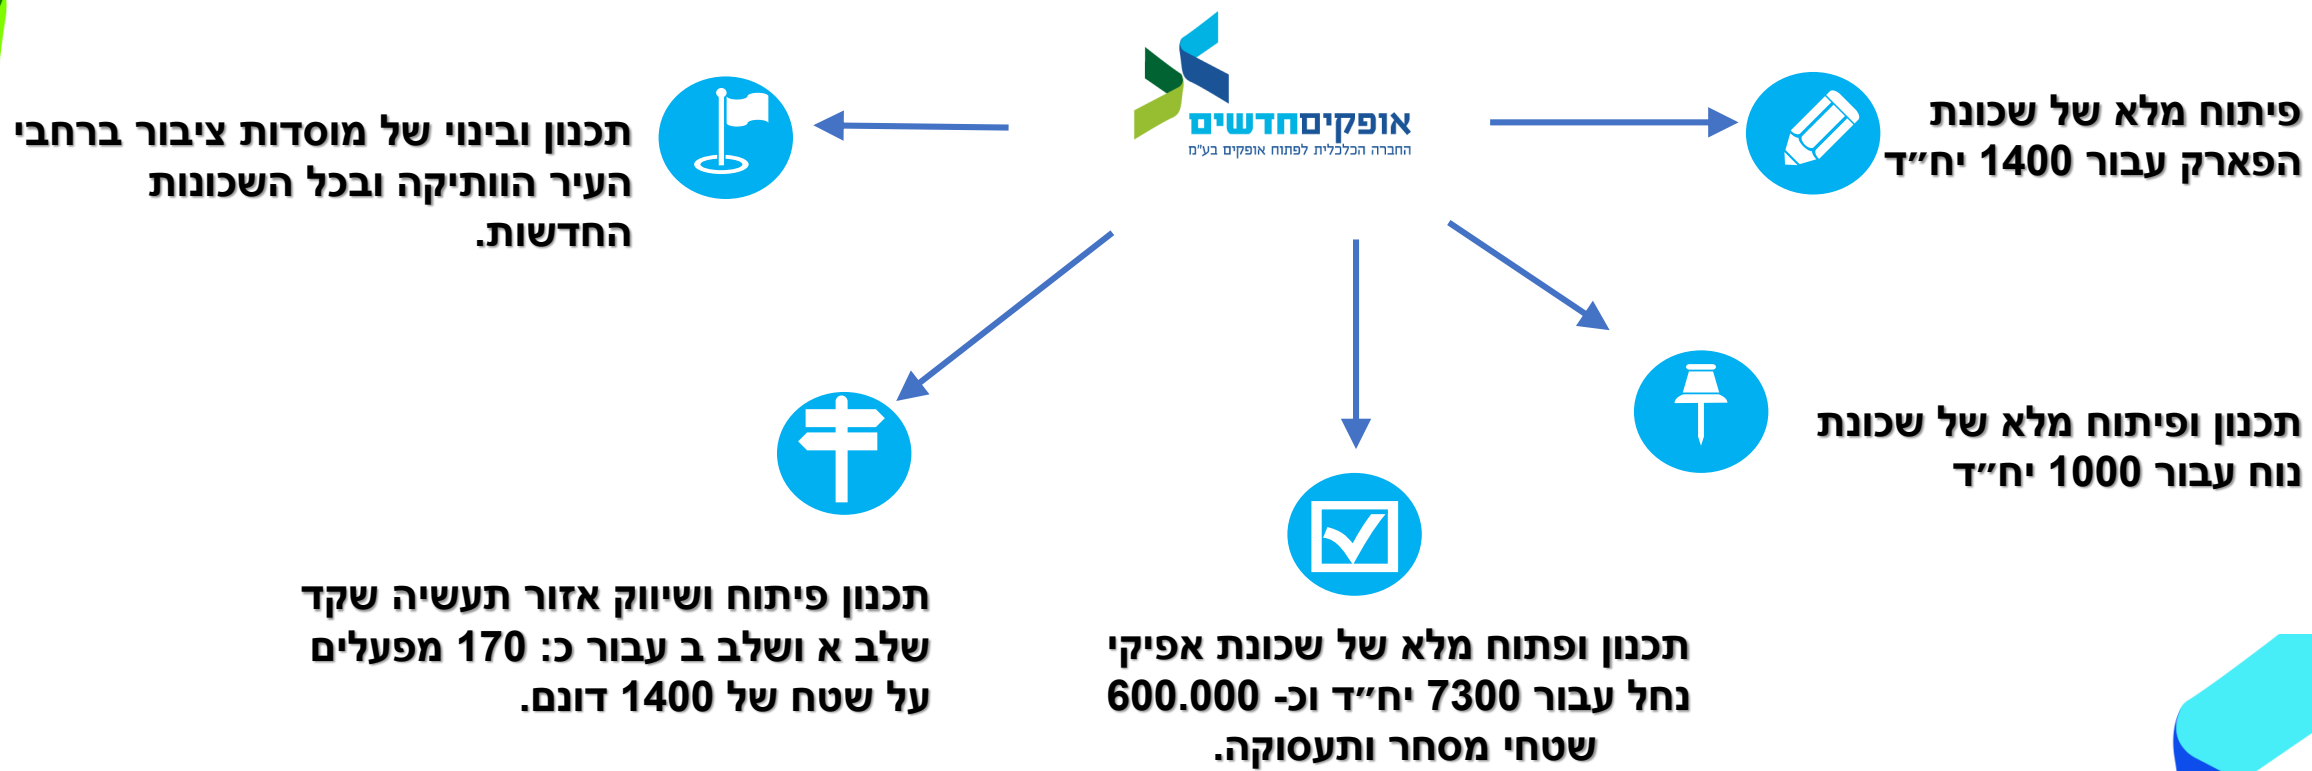 אופקיםחדשים
החברה הכלכלית לפתוח אופקים בע"מ
פיתוח מלא של שכונת
הפארק עבור 1400 יח״ד
תכנון ופיתוח מלא של שכונת
נוח עבור 1000 יח״ד
תכנון ופתוח מלא של שכונת אפיקי
נחל עבור 7300 יח״ד וכ- 600.000
שטחי מסחר ותעסוקה.
תכנון פיתוח ושיווק אזור תעשיה שקד
שלב א ושלב ב עבור כ: 170 מפעלים
על שטח של 1400 דונם.
תכנון ובינוי של מוסדות ציבור ברחבי
העיר הוותיקה ובכל השכונות
החדשות.